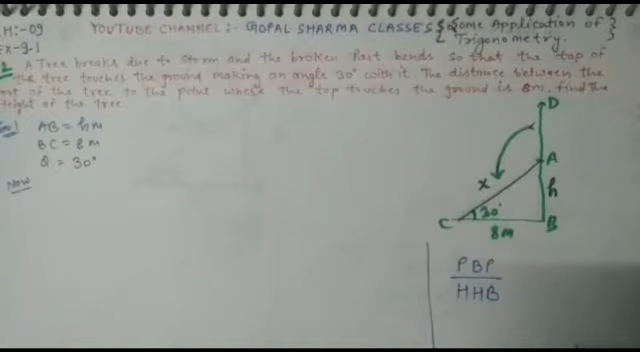 H:-09 YOUTUBE CHANNEL:- GOPAL SHARMA CLASSES { Some Application of }
EX-9.1 { Trigonometry. }
2. A Tree breaks due to storm and the broken Part bends so that the top of
the tree touches the ground making an angle 30° with it. The distance between the
ot of the tree to the point where the top touches the ground is 8m. find the
eight of the tree.
AB = h m
BC = 8 m
Q = 30°
Now
D
A
x
h
30°
C
8m
B
PBP
HHB